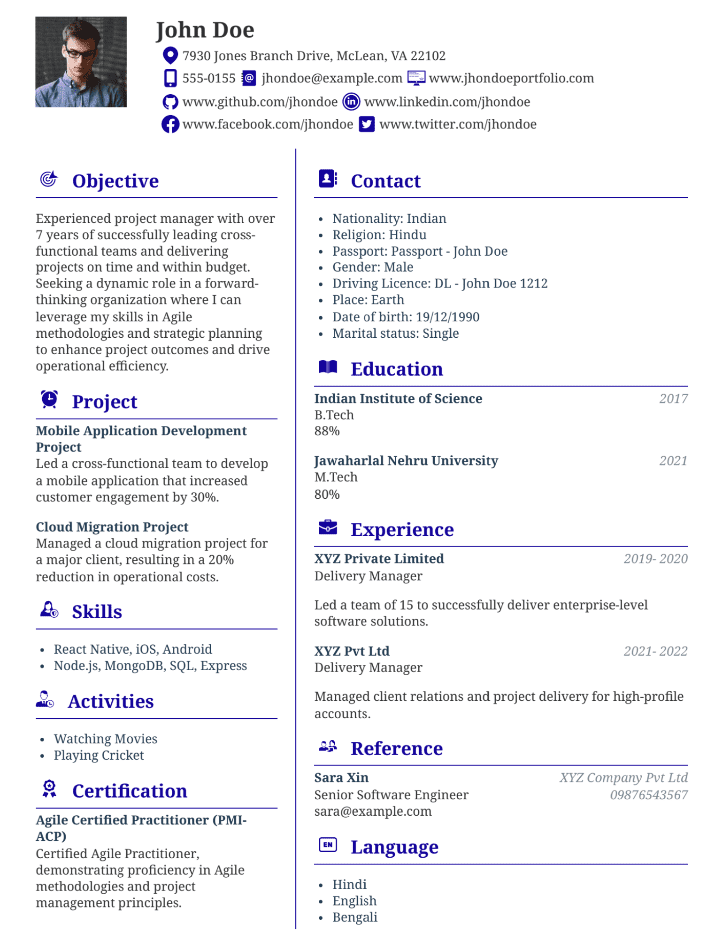 John Doe
7930 Jones Branch Drive, McLean, VA 22102
555-0155 jhondoe@example.com www.jhondoeportfolio.com
www.github.com/jhondoe www.linkedin.com/jhondoe
www.facebook.com/jhondoe www.twitter.com/jhondoe
Objective
Experienced project manager with over
7 years of successfully leading cross-
functional teams and delivering
projects on time and within budget.
Seeking a dynamic role in a forward-
thinking organization where I can
leverage my skills in Agile
methodologies and strategic planning
to enhance project outcomes and drive
operational efficiency.
Project
Mobile Application Development
Project
Led a cross-functional team to develop
a mobile application that increased
customer engagement by 30%.
Cloud Migration Project
Managed a cloud migration project for
a major client, resulting in a 20%
reduction in operational costs.
Skills
• React Native, iOS, Android
• Node.js, MongoDB, SQL, Express
Activities
• Watching Movies
• Playing Cricket
Certification
Agile Certified Practitioner (PMI-
ACP)
Certified Agile Practitioner,
demonstrating proficiency in Agile
methodologies and project
management principles.
Contact
• Nationality: Indian
• Religion: Hindu
• Passport: Passport - John Doe
• Gender: Male
• Driving Licence: DL - John Doe 1212
• Place: Earth
• Date of birth: 19/12/1990
• Marital status: Single
Education
Indian Institute of Science 2017
B.Tech
88%
Jawaharlal Nehru University 2021
M.Tech
80%
Experience
XYZ Private Limited 2019- 2020
Delivery Manager
Led a team of 15 to successfully deliver enterprise-level
software solutions.
XYZ Pvt Ltd 2021- 2022
Delivery Manager
Managed client relations and project delivery for high-profile
accounts.
Reference
Sara Xin XYZ Company Pvt Ltd
Senior Software Engineer 09876543567
sara@example.com
EN Language
• Hindi
• English
• Bengali